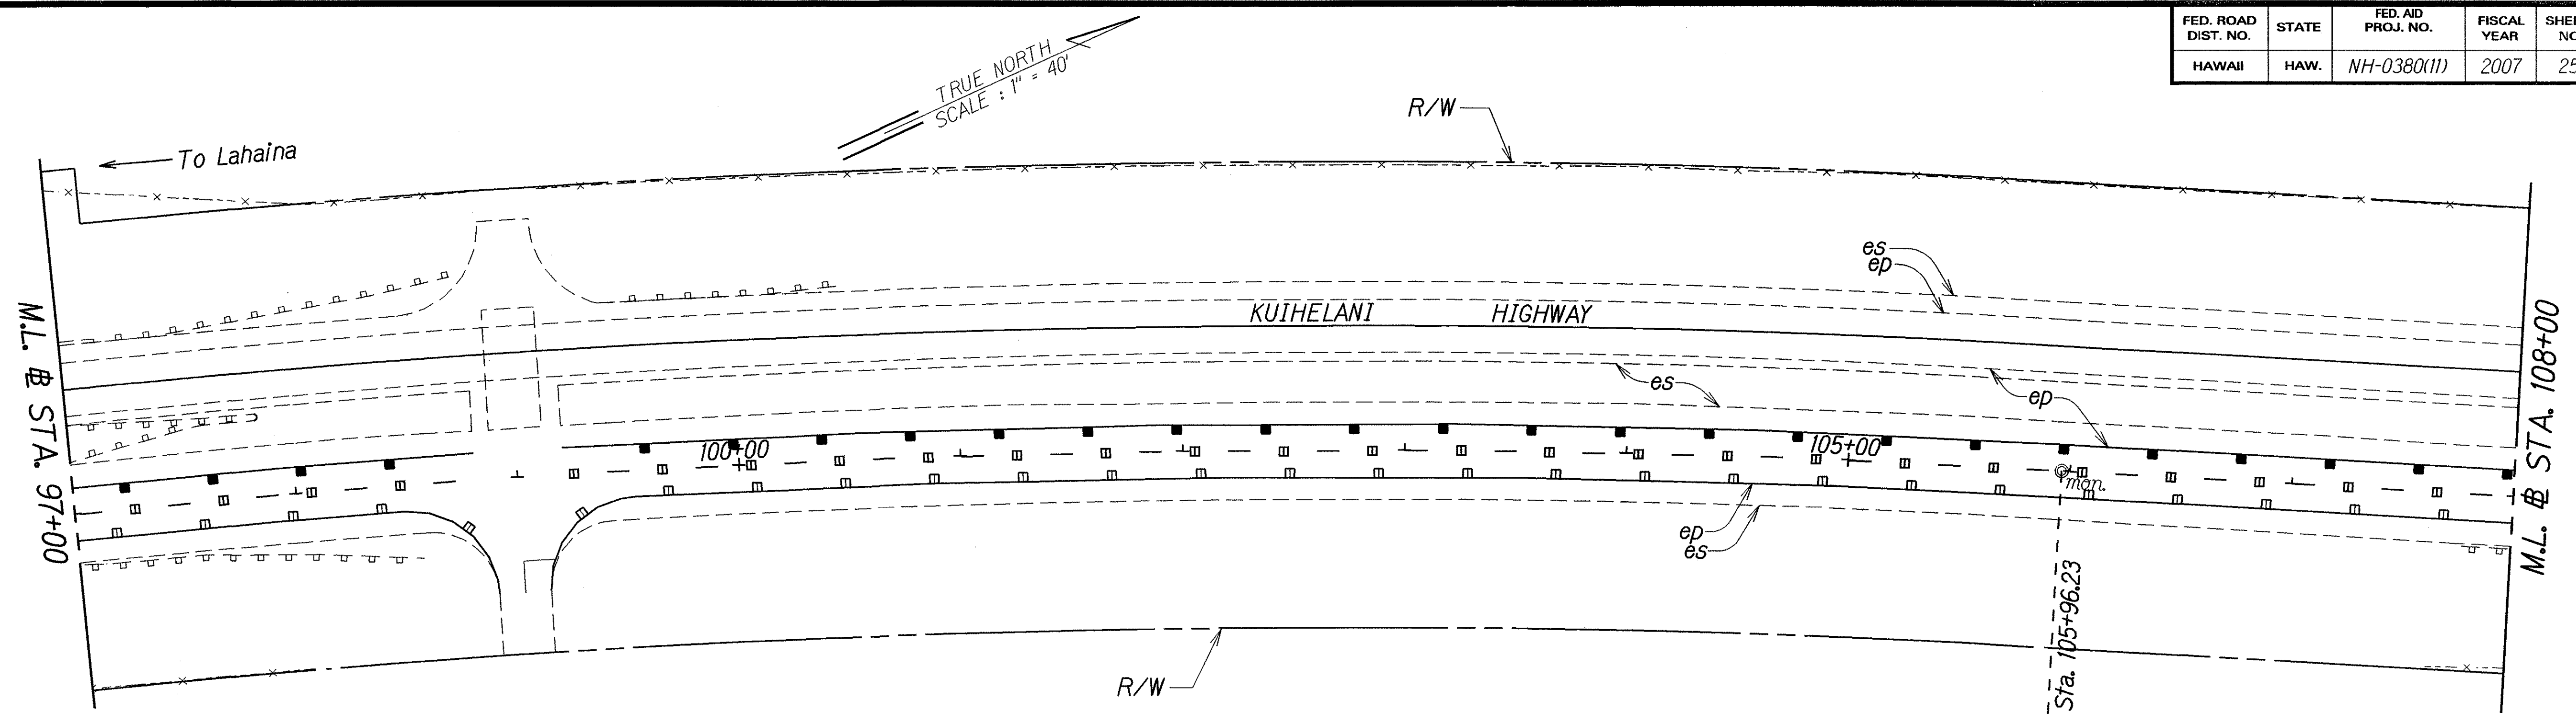 FED. ROAD DIST. NO. STATE FED. AID PROJ. NO. FISCAL YEAR
HAWAII HAW. NH-0380(11) 2007
TRUE NORTH
SCALE : 1" = 40'
R/W
To Lahaina
es
ep
KUIHELANI HIGHWAY
M.L. ℄ STA. 97+00
M.L. ℄ STA. 108+00
es
ep
100+00
105+00
mon.
ep
es
Sta. 105+96.23
R/W